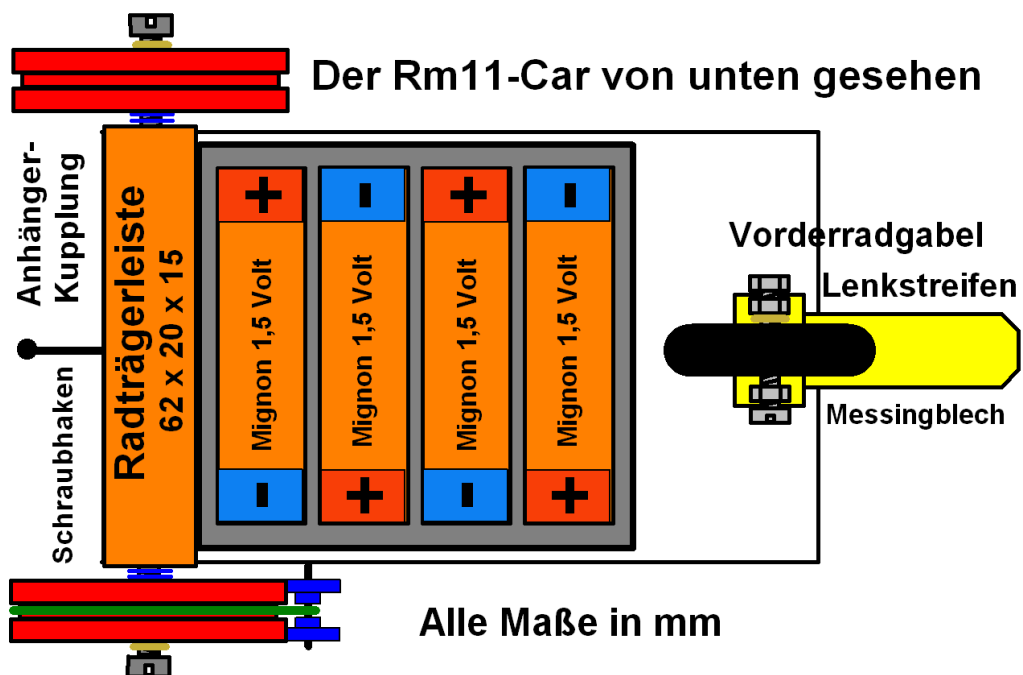 Der Rm11-Car von unten gesehen
Anhänger-
Kupplung
Schraubhaken
Radträgerleiste
62 x 20 x 15
+
-
+
-
Mignon 1,5 Volt
Mignon 1,5 Volt
Mignon 1,5 Volt
Mignon 1,5 Volt
-
+
-
+
Vorderradgabel
Lenkstreifen
Messingblech
Alle Maße in mm